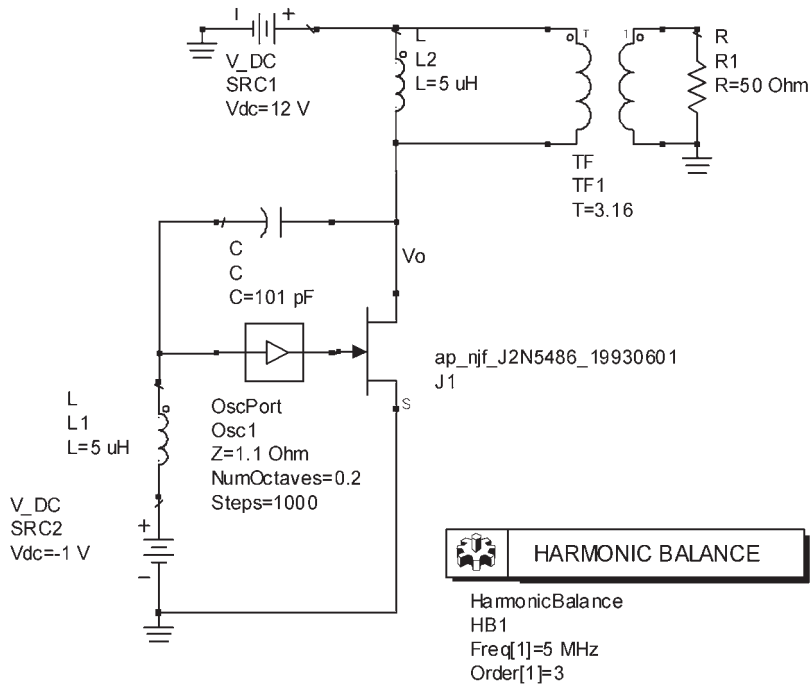 V_DC
SRC1
Vdc=12 V
L
L2
L=5 uH
T
1
TF
TF1
T=3.16
R
R1
R=50 Ohm
C
C
C=101 pF
Vo
ap_njf_J2N5486_19930601
J1
S
OscPort
Osc1
Z=1.1 Ohm
NumOctaves=0.2
Steps=1000
L
L1
L=5 uH
V_DC
SRC2
Vdc=-1 V
HARMONIC BALANCE
HarmonicBalance
HB1
Freq[1]=5 MHz
Order[1]=3